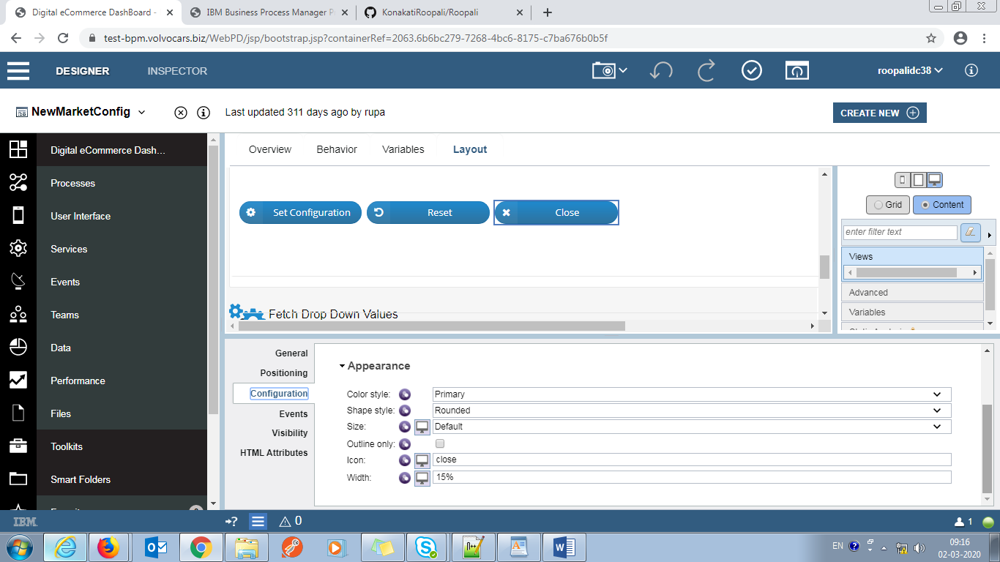 Digital eCommerce DashBoard -
IBM Business Process Manager P
KonakatiRoopali/Roopali
test-bpm.volvocars.biz/WebPD/jsp/bootstrap.jsp?containerRef=2063.6b6bc279-7268-4bc6-8175-c7ba676b0b5f
DESIGNER
INSPECTOR
roopalidc38
NewMarketConfig
Last updated 311 days ago by rupa
CREATE NEW
Digital eCommerce Dash...
Processes
User Interface
Services
Events
Teams
Data
Performance
Files
Toolkits
Smart Folders
Overview
Behavior
Variables
Layout
Set Configuration
Reset
Close
Fetch Drop Down Values
Grid
Content
enter filter text
Views
Advanced
Variables
General
Positioning
Configuration
Events
Visibility
HTML Attributes
Appearance
Color style:
Primary
Shape style:
Rounded
Size:
Default
Outline only:
Icon:
close
Width:
15%
IBM
0
1
EN
09:16
02-03-2020